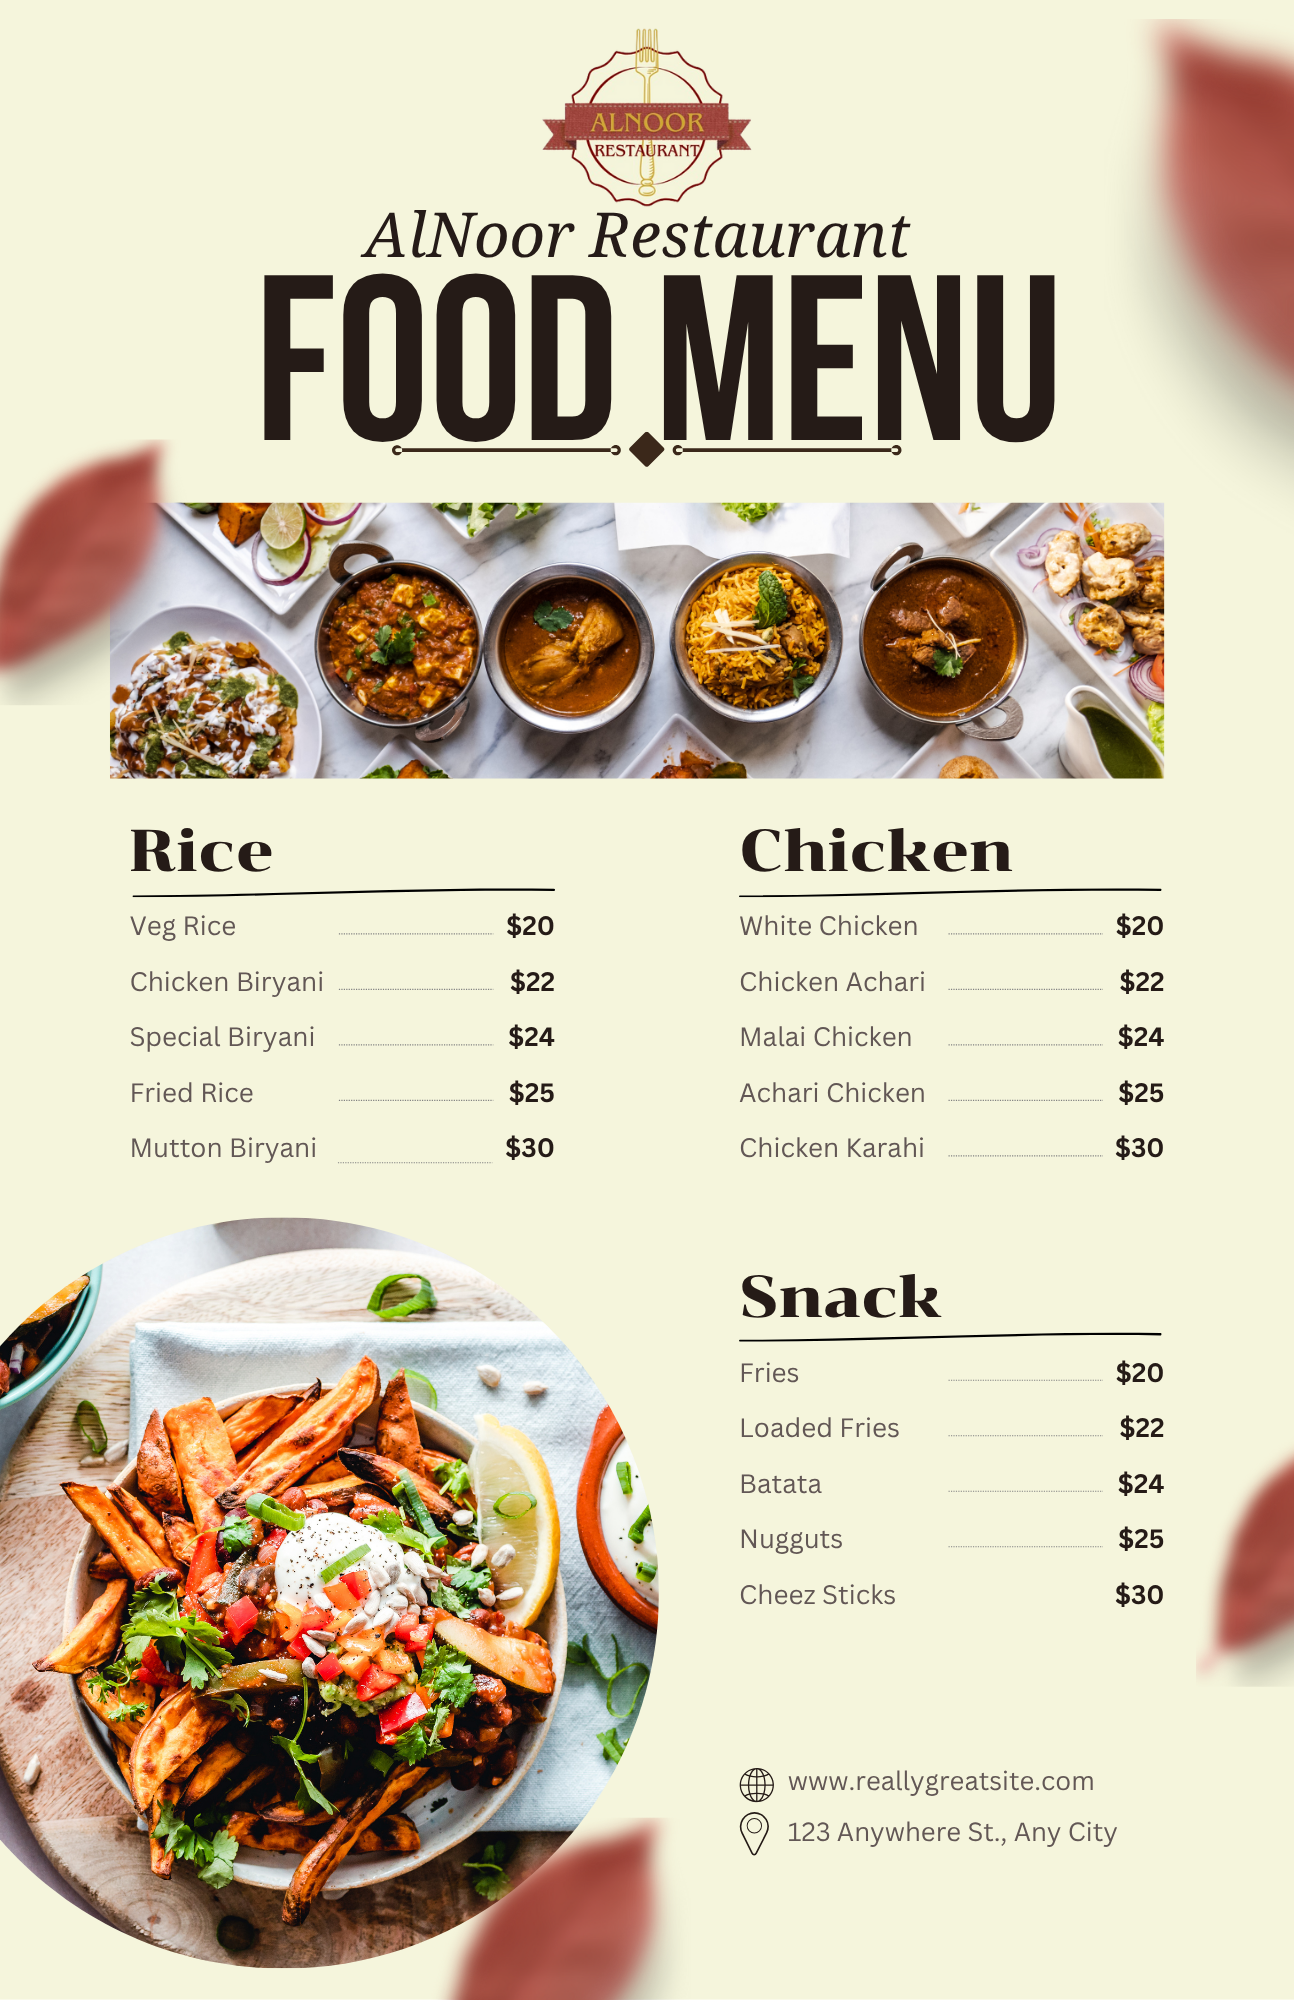 ALNOOR
RESTAURANT
AlNoor Restaurant
FOOD MENU
Rice
Veg Rice $20
Chicken Biryani $22
Special Biryani $24
Fried Rice $25
Mutton Biryani $30
Chicken
White Chicken $20
Chicken Achari $22
Malai Chicken $24
Achari Chicken $25
Chicken Karahi $30
Snack
Fries $20
Loaded Fries $22
Batata $24
Nugguts $25
Cheez Sticks $30
www.reallygreatsite.com
123 Anywhere St., Any City